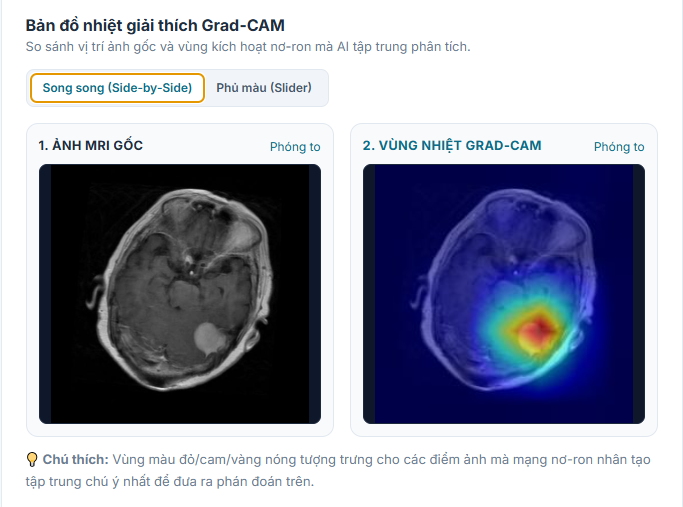 Bản đồ nhiệt giải thích Grad-CAM
So sánh vị trí ảnh gốc và vùng kích hoạt nơ-ron mà AI tập trung phân tích.
Song song (Side-by-Side)
Phủ màu (Slider)
1. ẢNH MRI GỐC
Phóng to
2. VÙNG NHIỆT GRAD-CAM
Phóng to
💡 Chú thích: Vùng màu đỏ/cam/vàng nóng tượng trưng cho các điểm ảnh mà mạng nơ-ron nhân tạo
tập trung chú ý nhất để đưa ra phán đoán trên.